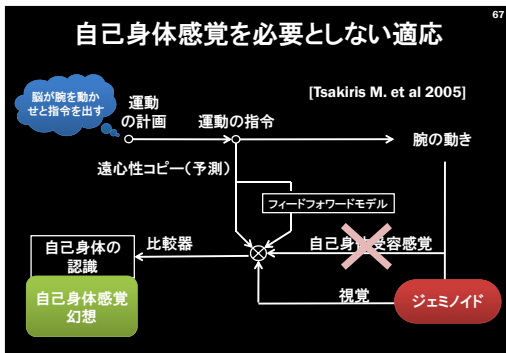 67
自己身体感覚を必要としない適応
[Tsakiris M. et al 2005]
脳が腕を動か
せと指令を出す
運動
の計画
運動の指令
腕の動き
遠心性コピー(予測)
フィードフォワードモデル
自己身体受容感覚
比較器
自己身体の
認識
自己身体感覚
幻想
視覚
ジェミノイド